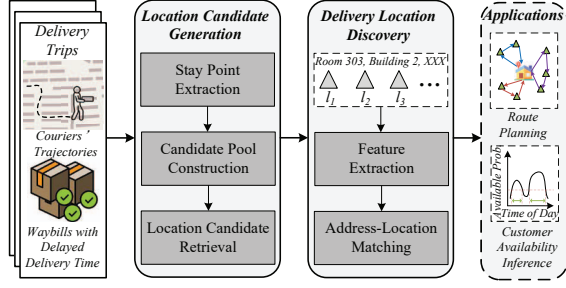 Delivery
Trips
Couriers'
Trajectories
Waybills with
Delayed
Delivery Time
Location Candidate
Generation
Stay Point
Extraction
Candidate Pool
Construction
Location Candidate
Retrieval
Delivery Location
Discovery
Room 303, Building 2, XXX
l1 l2 l3 •••
Feature
Extraction
Address-Location
Matching
Applications
Route
Planning
Available Prob.
Time of Day
Customer
Availability
Inference